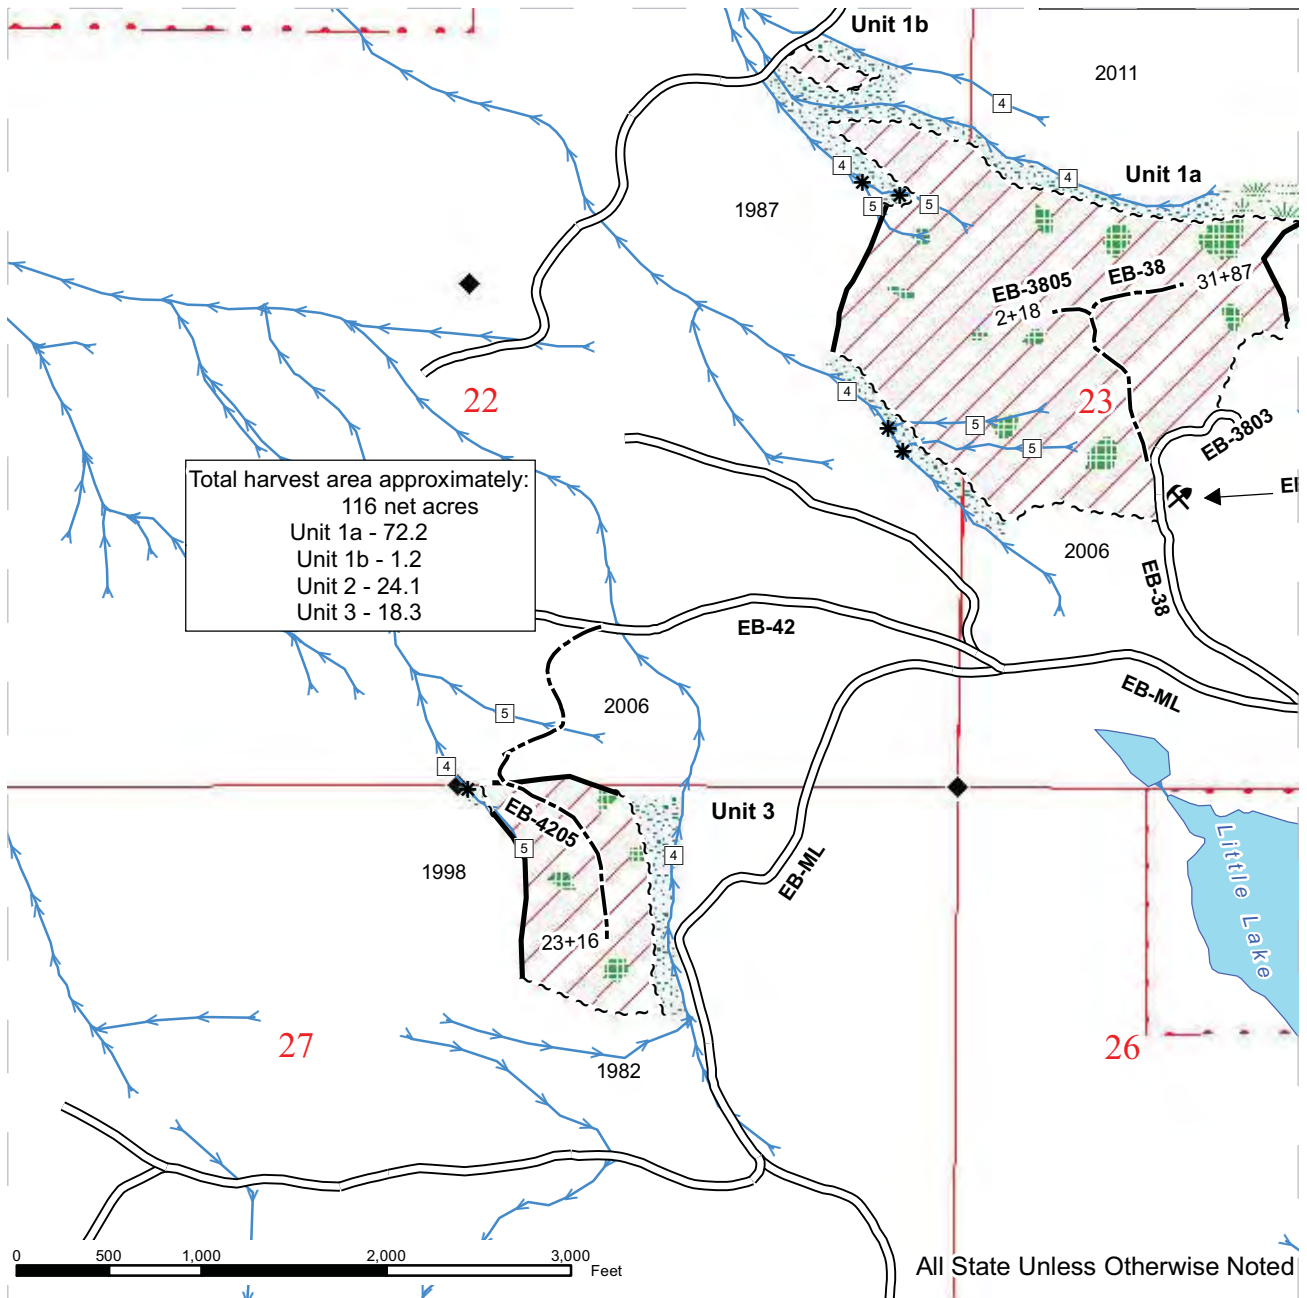 Unit 1b
2011
4
4
Unit 1a
4
1987
5
5
EB-3805
EB-38
31+87
2+18
22
4
23
5
EB-3803
5
Total harvest area approximately:
116 net acres
Unit 1a - 72.2
Unit 1b - 1.2
Unit 2 - 24.1
Unit 3 - 18.3
EI
2006
EB-38
EB-42
EB-ML
5
2006
4
Unit 3
EB-4205
5
4
EB-ML
1998
Little Lake
23+16
27
26
1982
0
500
1,000
2,000
3,000
Feet
All State Unless Otherwise Noted